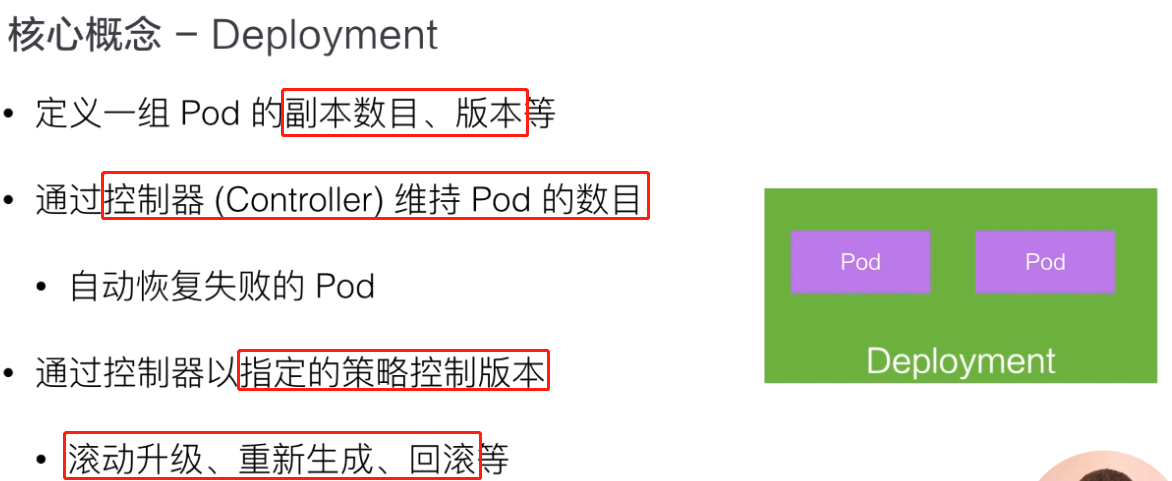 核心概念 – Deployment
• 定义一组 Pod 的副本数目、版本等
• 通过控制器 (Controller) 维持 Pod 的数目
• 自动恢复失败的 Pod
• 通过控制器以指定的策略控制版本
• 滚动升级、重新生成、回滚等
Pod Pod
Deployment